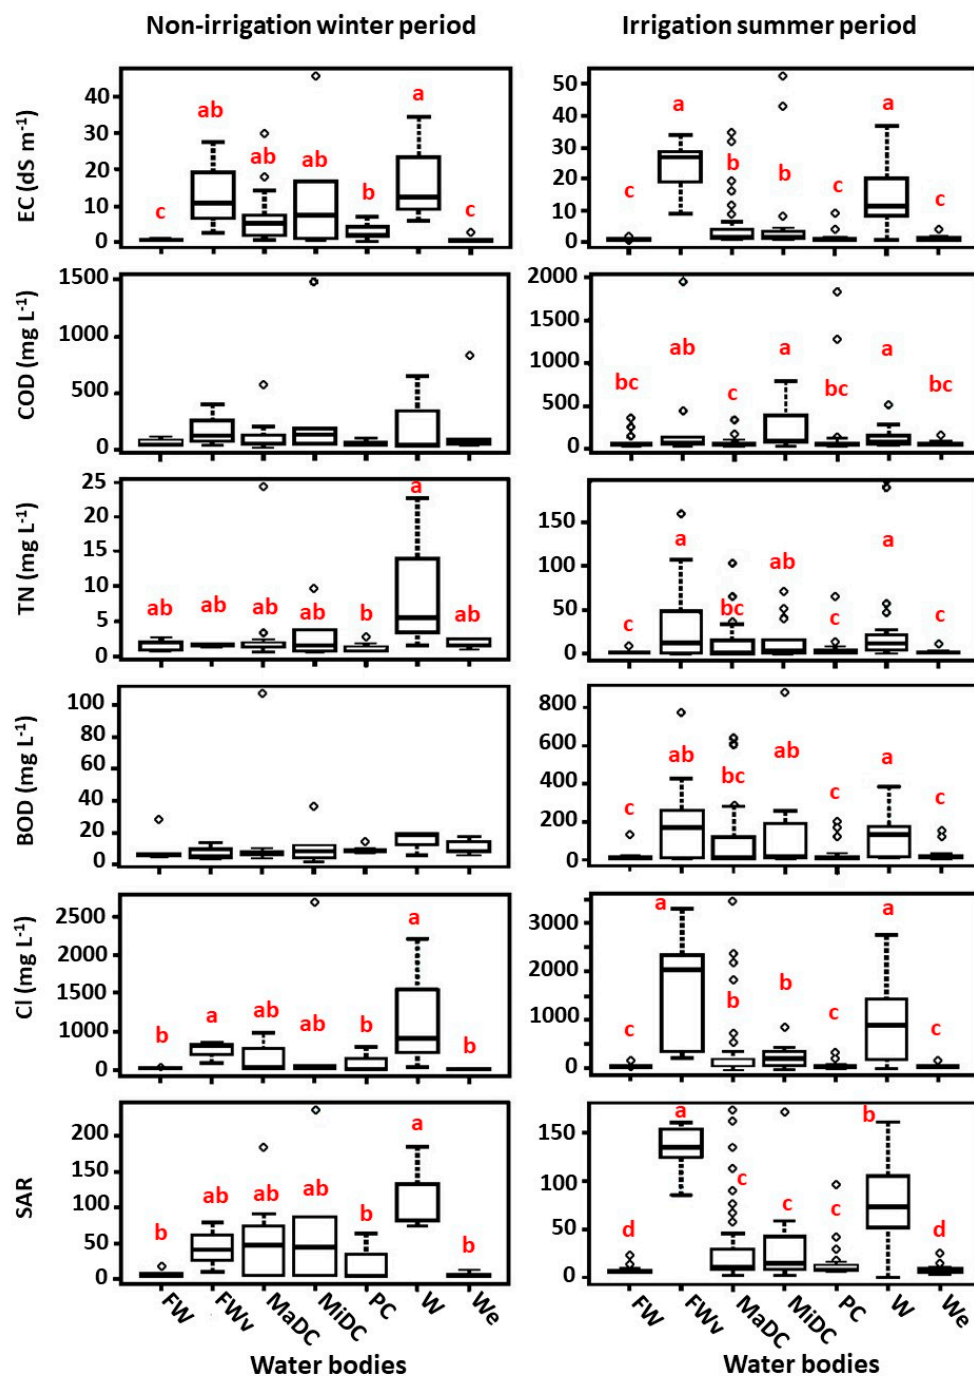 Non-irrigation winter period
Irrigation summer period
EC (dS m⁻¹)
40
30
20
10
0
c
ab
ab
ab
b
a
c
50
40
30
20
10
0
c
a
b
b
c
a
c
COD (mg L⁻¹)
1500
1000
500
0
2000
1500
1000
500
0
bc
ab
c
a
bc
a
bc
TN (mg L⁻¹)
25
20
15
10
5
0
ab
ab
ab
ab
b
a
ab
150
100
50
0
c
a
bc
ab
c
a
c
BOD (mg L⁻¹)
100
80
60
40
20
0
800
600
400
200
0
c
ab
bc
ab
c
a
c
Cl (mg L⁻¹)
2500
2000
1500
1000
0
b
a
ab
ab
b
a
b
3000
2000
1000
0
c
a
b
b
c
a
c
SAR
200
150
100
50
0
b
ab
ab
ab
b
a
b
150
100
50
0
d
a
c
c
c
b
d
FW
FWv
MaDC
MiDC
PC
W
We
FW
FWv
MaDC
MiDC
PC
W
We
Water bodies
Water bodies